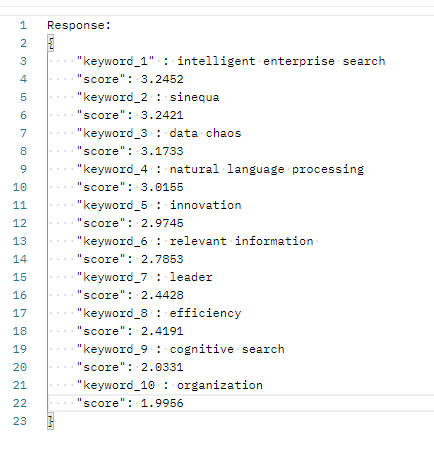 1 Response:
2 {
3 "keyword_1" : intelligent enterprise search
4 "score": 3.2452
5 "keyword_2 : sinequa
6 "score": 3.2421
7 "keyword_3 : data chaos
8 "score": 3.1733
9 "keyword_4 : natural language processing
10 "score": 3.0155
11 "keyword_5 : innovation
12 "score": 2.9745
13 "keyword_6 : relevant information
14 "score": 2.7853
15 "keyword_7 : leader
16 "score": 2.4428
17 "keyword_8 : efficiency
18 "score": 2.4191
19 "keyword_9 : cognitive search
20 "score": 2.0331
21 "keyword_10 : organization
22 "score": 1.9956
23 }